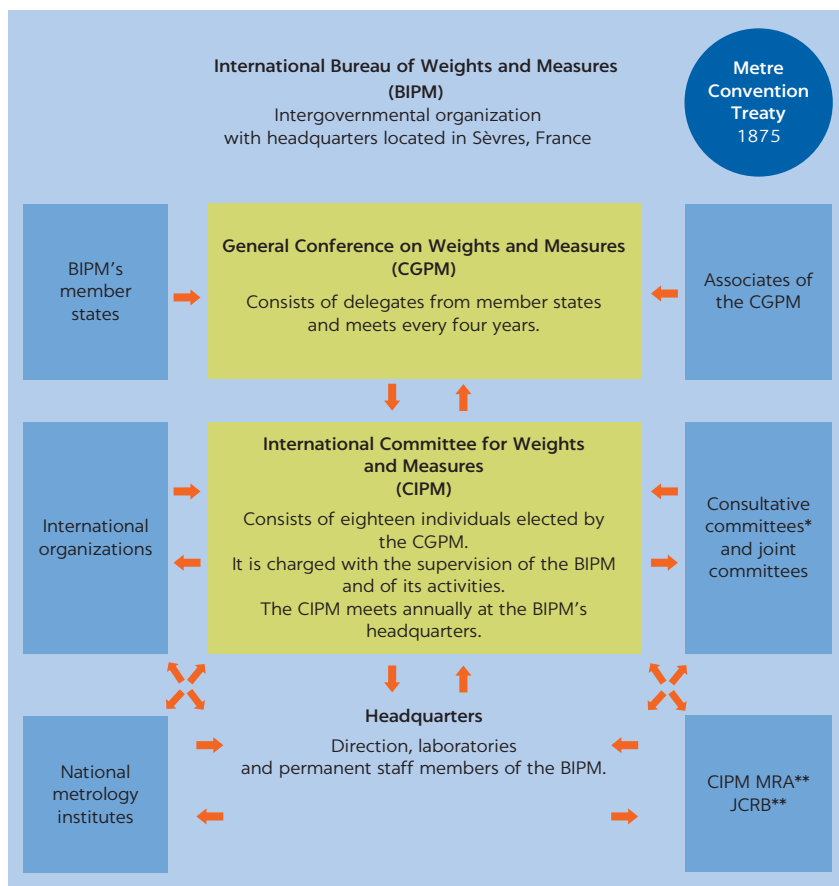 International Bureau of Weights and Measures
(BIPM)
Intergovernmental organization
with headquarters located in Sèvres, France
Metre
Convention
Treaty
1875
BIPM's
member
states
General Conference on Weights and Measures
(CGPM)
Consists of delegates from member states
and meets every four years.
Associates of
the CGPM
International
organizations
International Committee for Weights
and Measures
(CIPM)
Consists of eighteen individuals elected by
the CGPM.
It is charged with the supervision of the BIPM
and of its activities.
The CIPM meets annually at the BIPM's
headquarters.
Consultative
committees*
and joint
committees
National
metrology
institutes
Headquarters
Direction, laboratories
and permanent staff members of the BIPM.
CIPM MRA**
JCRB**